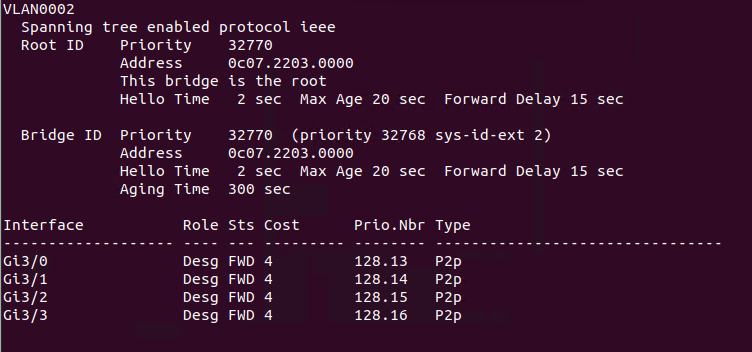 VLAN0002
  Spanning tree enabled protocol ieee
  Root ID    Priority    32770
             Address     0c07.2203.0000
             This bridge is the root
             Hello Time   2 sec  Max Age 20 sec  Forward Delay 15 sec

  Bridge ID  Priority    32770  (priority 32768 sys-id-ext 2)
             Address     0c07.2203.0000
             Hello Time   2 sec  Max Age 20 sec  Forward Delay 15 sec
             Aging Time  300 sec

Interface           Role Sts Cost      Prio.Nbr Type
------------------- ---- --- --------- -------- --------------------------------
Gi3/0               Desg FWD 4         128.13   P2p
Gi3/1               Desg FWD 4         128.14   P2p
Gi3/2               Desg FWD 4         128.15   P2p
Gi3/3               Desg FWD 4         128.16   P2p